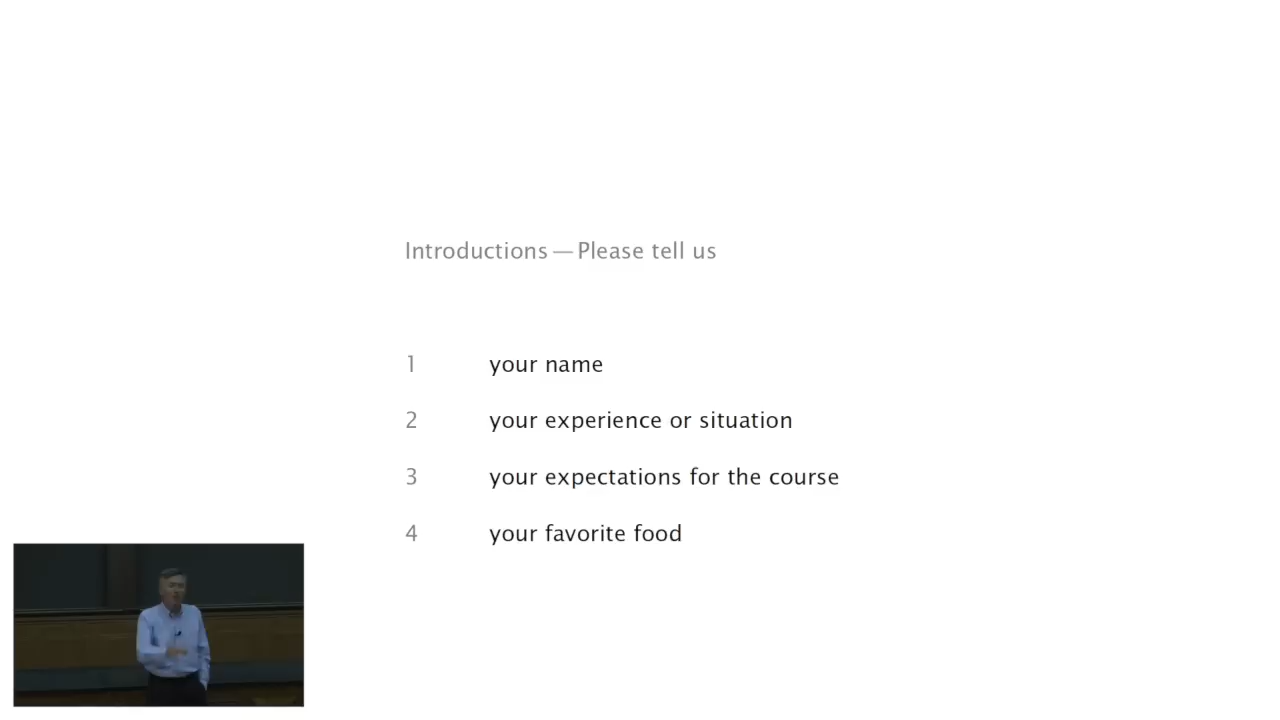 Introductions — Please tell us
1 your name
2 your experience or situation
3 your expectations for the course
4 your favorite food